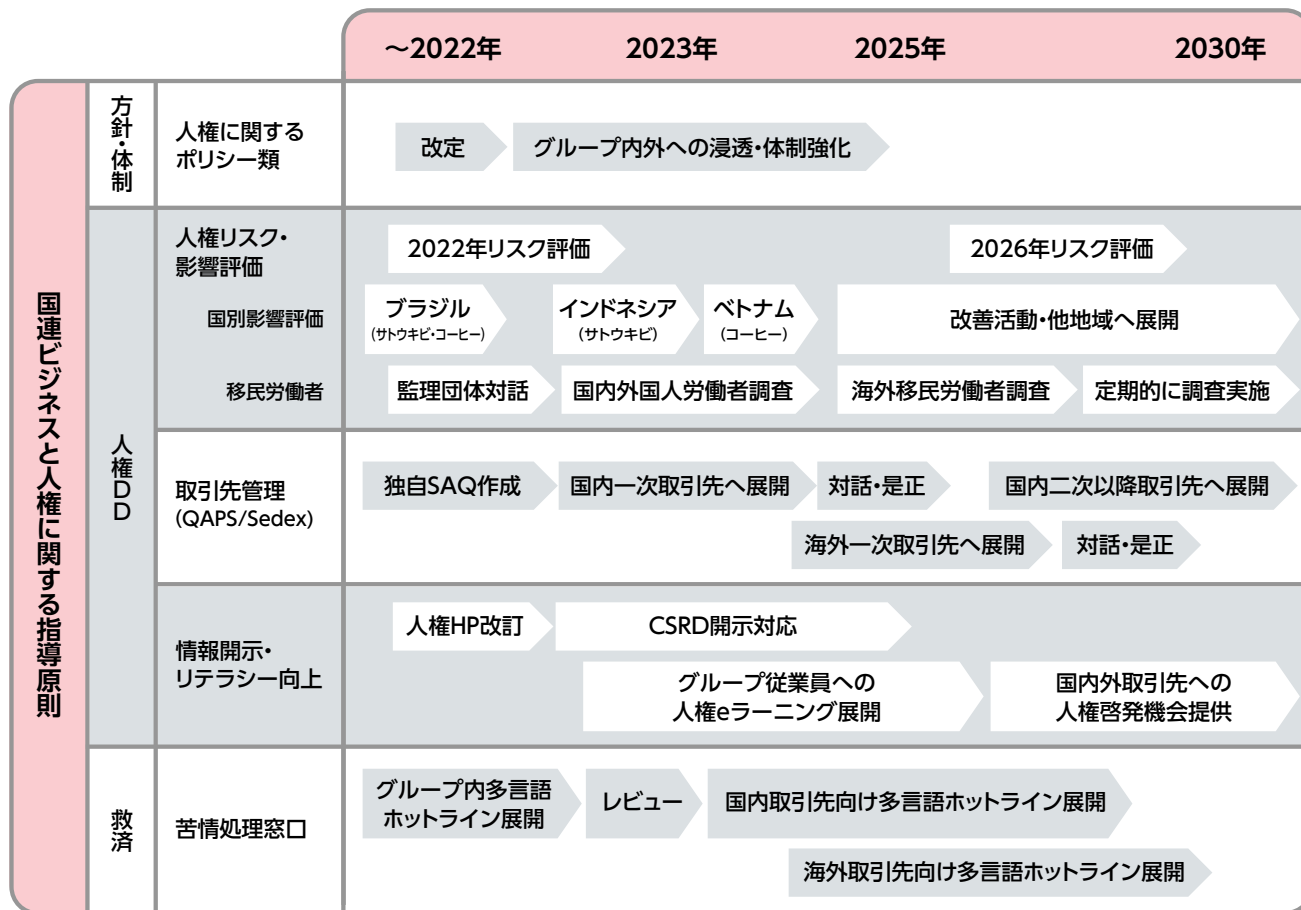 ~2022年
2023年
2025年
2030年
国連ビジネスと人権に関する指導原則
方針・体制
人権に関する
ポリシー類
改定
グループ内外への浸透・体制強化
人権DD
人権リスク・
影響評価
2022年リスク評価
2026年リスク評価
国別影響評価
ブラジル
(サトウキビ・コーヒー)
インドネシア
(サトウキビ)
ベトナム
(コーヒー)
改善活動・他地域へ展開
移民労働者
監理団体対話
国内外国人労働者調査
海外移民労働者調査
定期的に調査実施
取引先管理
(QAPS/Sedex)
独自SAQ作成
国内一次取引先へ展開
対話・是正
国内二次以降取引先へ展開
海外一次取引先へ展開
対話・是正
情報開示・
リテラシー向上
人権HP改訂
CSRD開示対応
グループ従業員への
人権eラーニング展開
国内外取引先への
人権啓発機会提供
救済
苦情処理窓口
グループ内多言語
ホットライン展開
レビュー
国内取引先向け多言語ホットライン展開
海外取引先向け多言語ホットライン展開